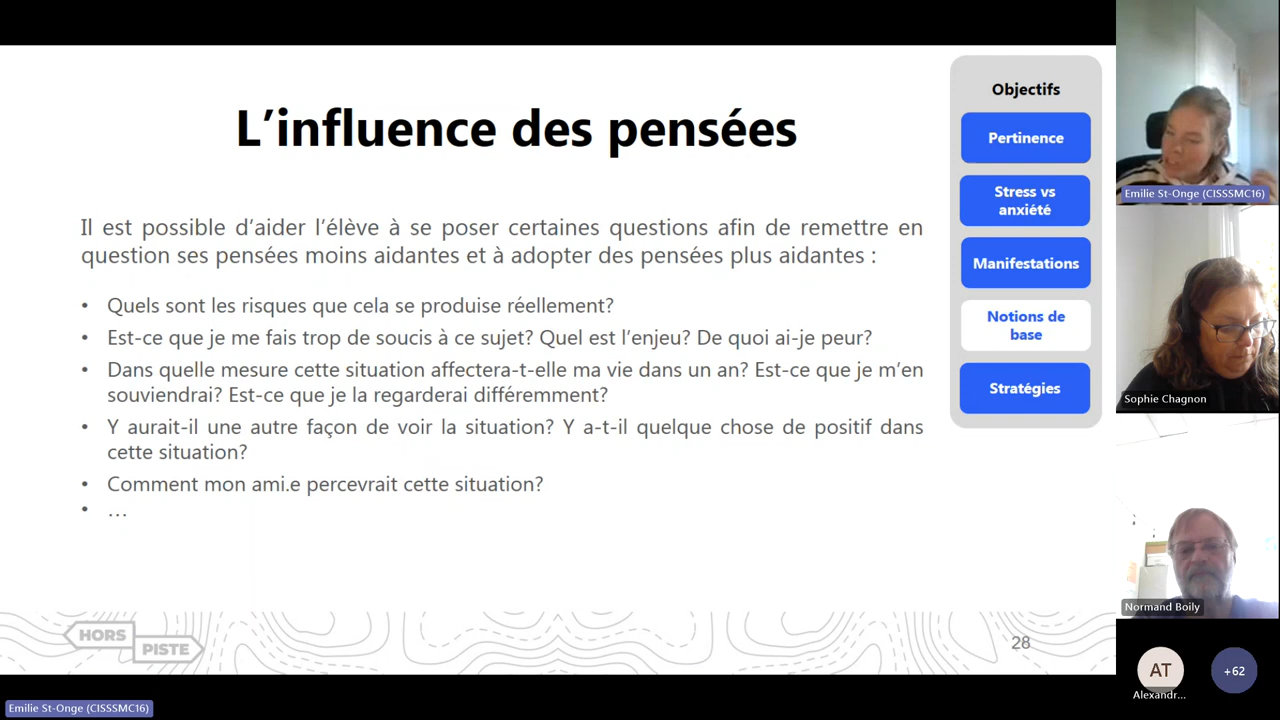 L'influence des pensées
Il est possible d'aider l'élève à se poser certaines questions afin de remettre en
question ses pensées moins aidantes et à adopter des pensées plus aidantes :
• Quels sont les risques que cela se produise réellement?
• Est-ce que je me fais trop de soucis à ce sujet? Quel est l'enjeu? De quoi ai-je peur?
• Dans quelle mesure cette situation affectera-t-elle ma vie dans un an? Est-ce que je m'en
souviendrai? Est-ce que je la regarderai différemment?
• Y aurait-il une autre façon de voir la situation? Y a-t-il quelque chose de positif dans
cette situation?
• Comment mon ami.e percevrait cette situation?
• …
Objectifs
Pertinence
Stress vs
anxiété
Manifestations
Notions de
base
Stratégies
HORS
PISTE
28
Emilie St-Onge (CISSSMC16)
Emilie St-Onge (CISSSMC16)
Sophie Chagnon
Normand Boily
AT
Alexandr...
+62